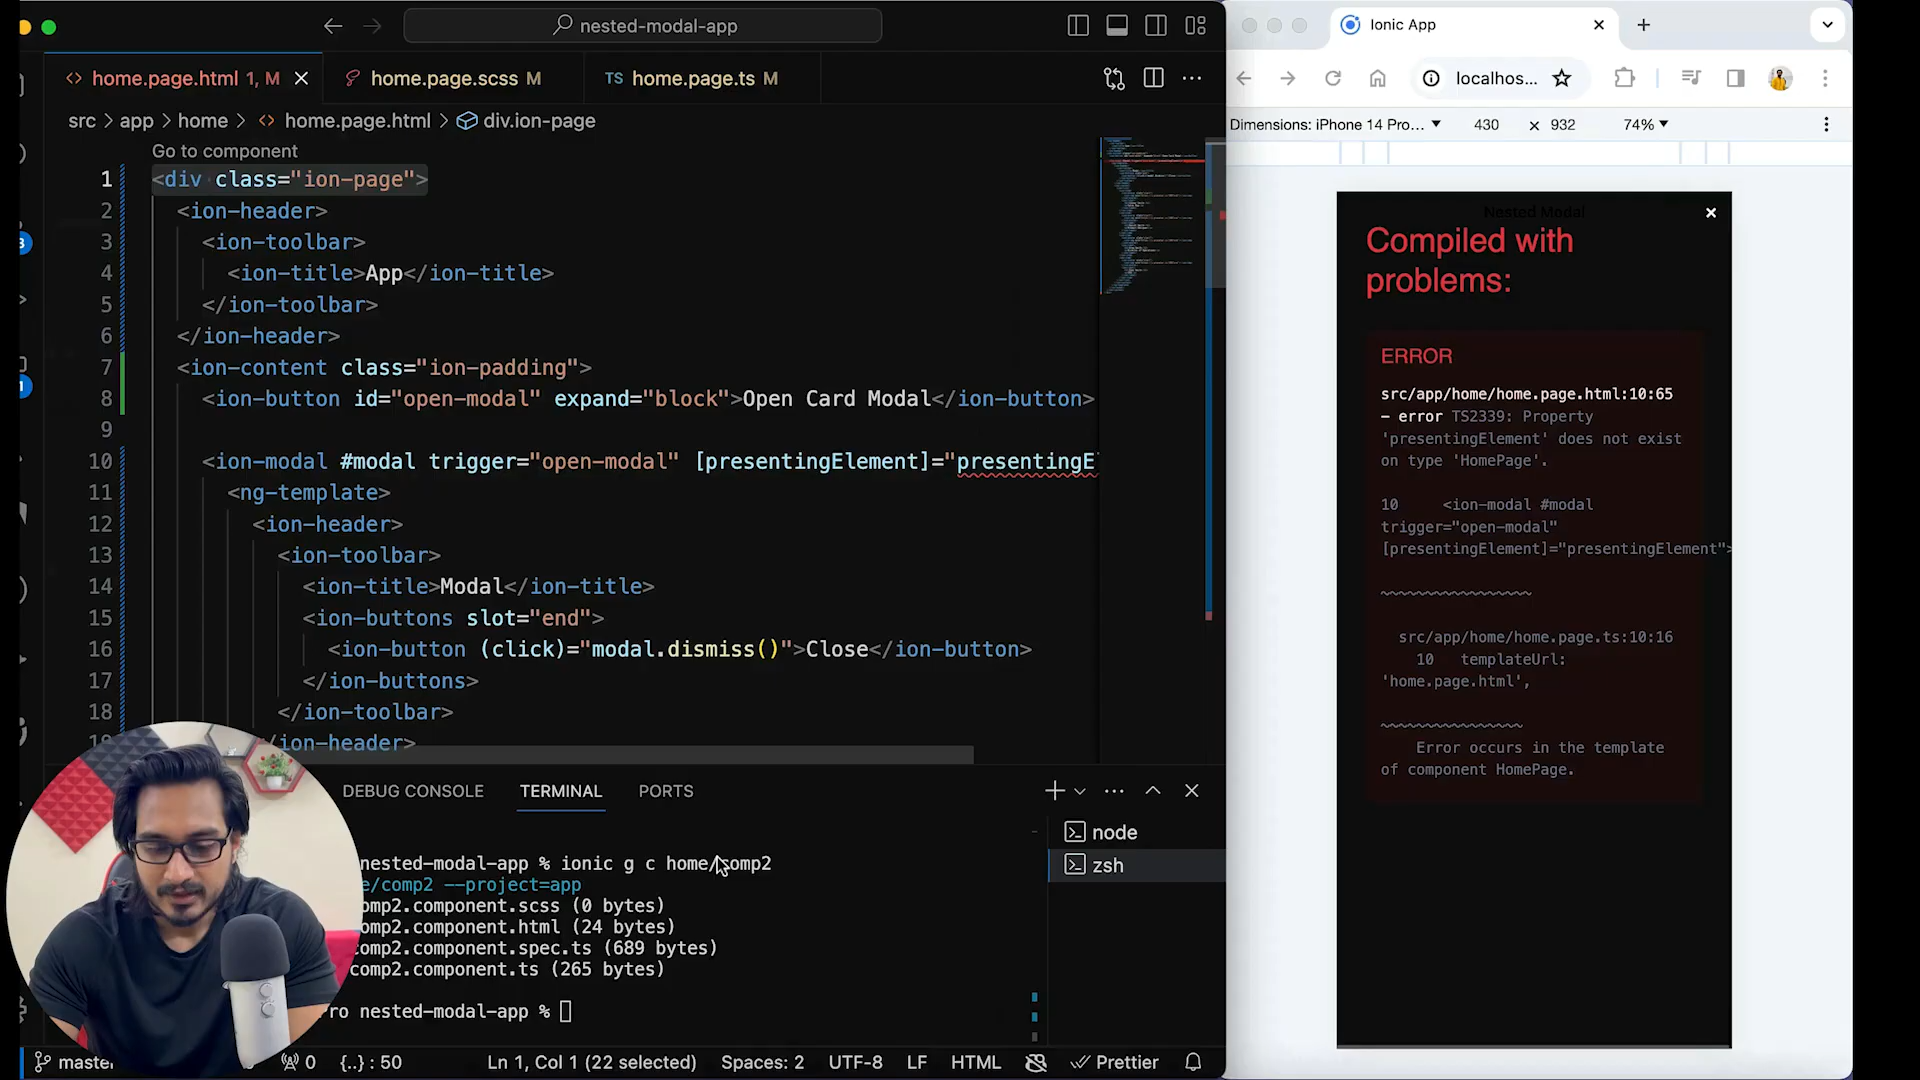 nested-modal-app
home.page.html 1, M
home.page.scss M
TS home.page.ts M
src > app > home > home.page.html > div.ion-page
Go to component
1 <div class="ion-page">
2 <ion-header>
3 <ion-toolbar>
4 <ion-title>App</ion-title>
5 </ion-toolbar>
6 </ion-header>
7 <ion-content class="ion-padding">
8 <ion-button id="open-modal" expand="block">Open Card Modal</ion-button>
9
10 <ion-modal #modal trigger="open-modal" [presentingElement]="presentingEl
11 <ng-template>
12 <ion-header>
13 <ion-toolbar>
14 <ion-title>Modal</ion-title>
15 <ion-buttons slot="end">
16 <ion-button (click)="modal.dismiss()">Close</ion-button>
17 </ion-buttons>
18 </ion-toolbar>
/ion-header>
DEBUG CONSOLE TERMINAL PORTS
nested-modal-app % ionic g c home/comp2
e/comp2 --project=app
comp2.component.scss (0 bytes)
comp2.component.html (24 bytes)
comp2.component.spec.ts (689 bytes)
comp2.component.ts (265 bytes)
Pro nested-modal-app %
node
zsh
master 0 {..} : 50 Ln 1, Col 1 (22 selected) Spaces: 2 UTF-8 LF HTML Prettier
Ionic App
localhos...
Dimensions: iPhone 14 Pro... 430 × 932 74%
Nested Modal
Compiled with
problems:
ERROR
src/app/home/home.page.html:10:65
– error TS2339: Property
'presentingElement' does not exist
on type 'HomePage'.
10 <ion-modal #modal
trigger="open-modal"
[presentingElement]="presentingElement">
~~~~~~~~~~~~~~~~~
src/app/home/home.page.ts:10:16
10 templateUrl:
'home.page.html',
~~~~~~~~~~~~~~~~
Error occurs in the template
of component HomePage.